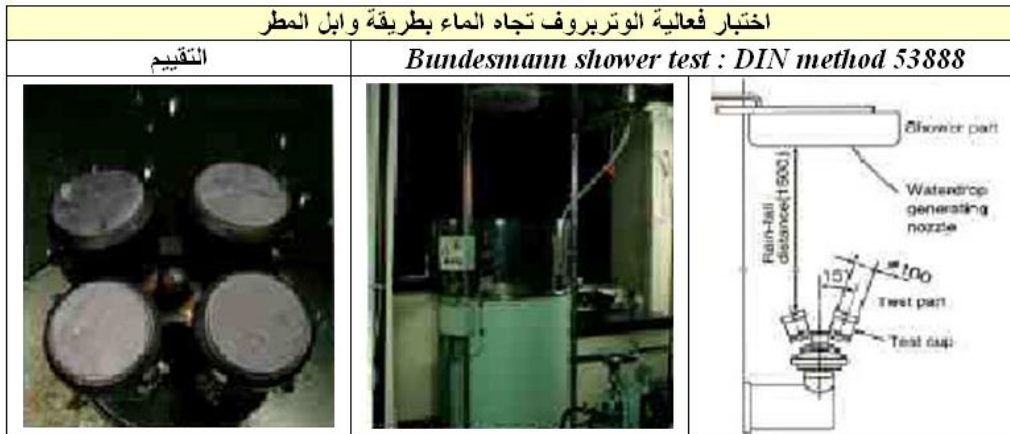 اختبار فعالية الوتربروف تجاه الماء بطريقة وابل المطر
التقييم
Bundesmann shower test : DIN method 53888
Shower part
Waterdrop
generating
nozzle
Rain-fall
distance(1500)
15°
Test part
Test cup